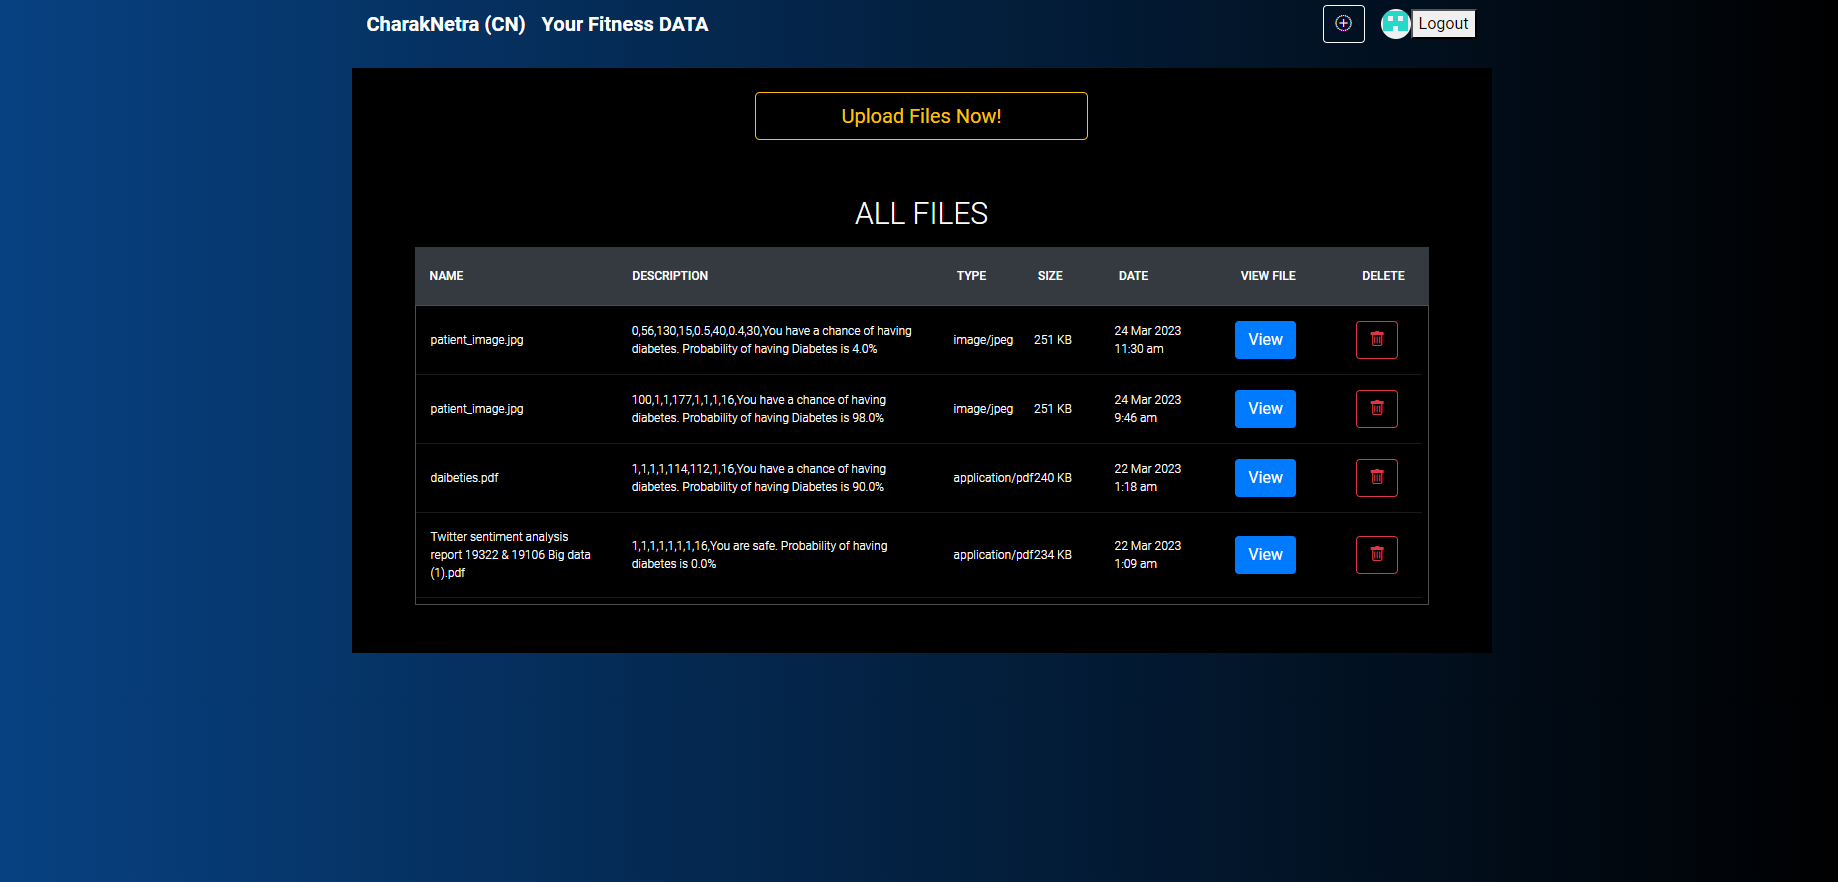 CharakNetra (CN) Your Fitness DATA Logout
Upload Files Now!
ALL FILES
NAME DESCRIPTION TYPE SIZE DATE VIEW FILE DELETE
patient_image.jpg
0,56,130,15,0.5,40,0.4,30,You have a chance of having
diabetes. Probability of having Diabetes is 4.0%
image/jpeg 251 KB
24 Mar 2023
11:30 am
View
patient_image.jpg
100,1,1,177,1,1,1,16,You have a chance of having
diabetes. Probability of having Diabetes is 98.0%
image/jpeg 251 KB
24 Mar 2023
9:46 am
View
daibeties.pdf
1,1,1,1,114,112,1,16,You have a chance of having
diabetes. Probability of having Diabetes is 90.0%
application/pdf 240 KB
22 Mar 2023
1:18 am
View
Twitter sentiment analysis
report 19322 & 19106 Big data
(1).pdf
1,1,1,1,1,1,1,16,You are safe. Probability of having
diabetes is 0.0%
application/pdf 234 KB
22 Mar 2023
1:09 am
View